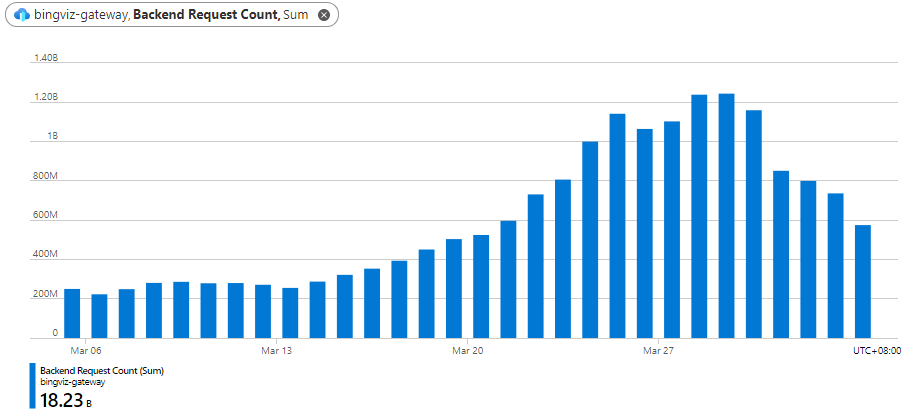 bingviz-gateway, Backend Request Count, Sum
1.40B
1.20B
1B
800M
600M
400M
200M
0
Mar 06 Mar 13 Mar 20 Mar 27 UTC+08:00
Backend Request Count (Sum)
bingviz-gateway
18.23 B